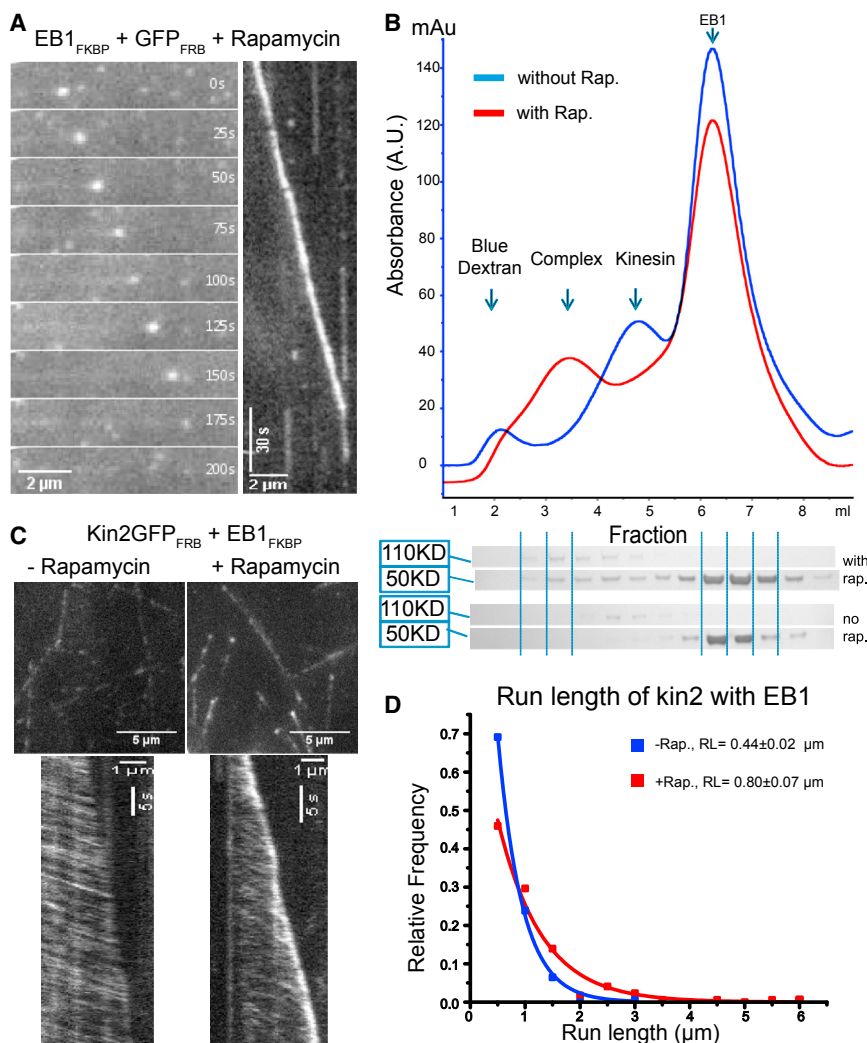 A
EB1FKBP + GFPFRB + Rapamycin
0s
25s
50s
75s
100s
125s
150s
175s
200s
2 µm
30 s
2 µm
B
mAu
EB1
without Rap.
with Rap.
Blue Dextran
Complex
Kinesin
Absorbance (A.U.)
140
120
100
80
60
40
20
0
1 2 3 4 5 6 7 8 ml
Fraction
110KD
50KD
with rap.
110KD
50KD
no rap.
C
Kin2GFPFRB + EB1FKBP
- Rapamycin
+ Rapamycin
5 µm
5 µm
1 µm
5 s
1 µm
5 s
D
Run length of kin2 with EB1
-Rap., RL= 0.44±0.02 µm
+Rap., RL= 0.80±0.07 µm
Relative Frequency
0.7
0.6
0.5
0.4
0.3
0.2
0.1
0.0
0 1 2 3 4 5 6
Run length (µm)